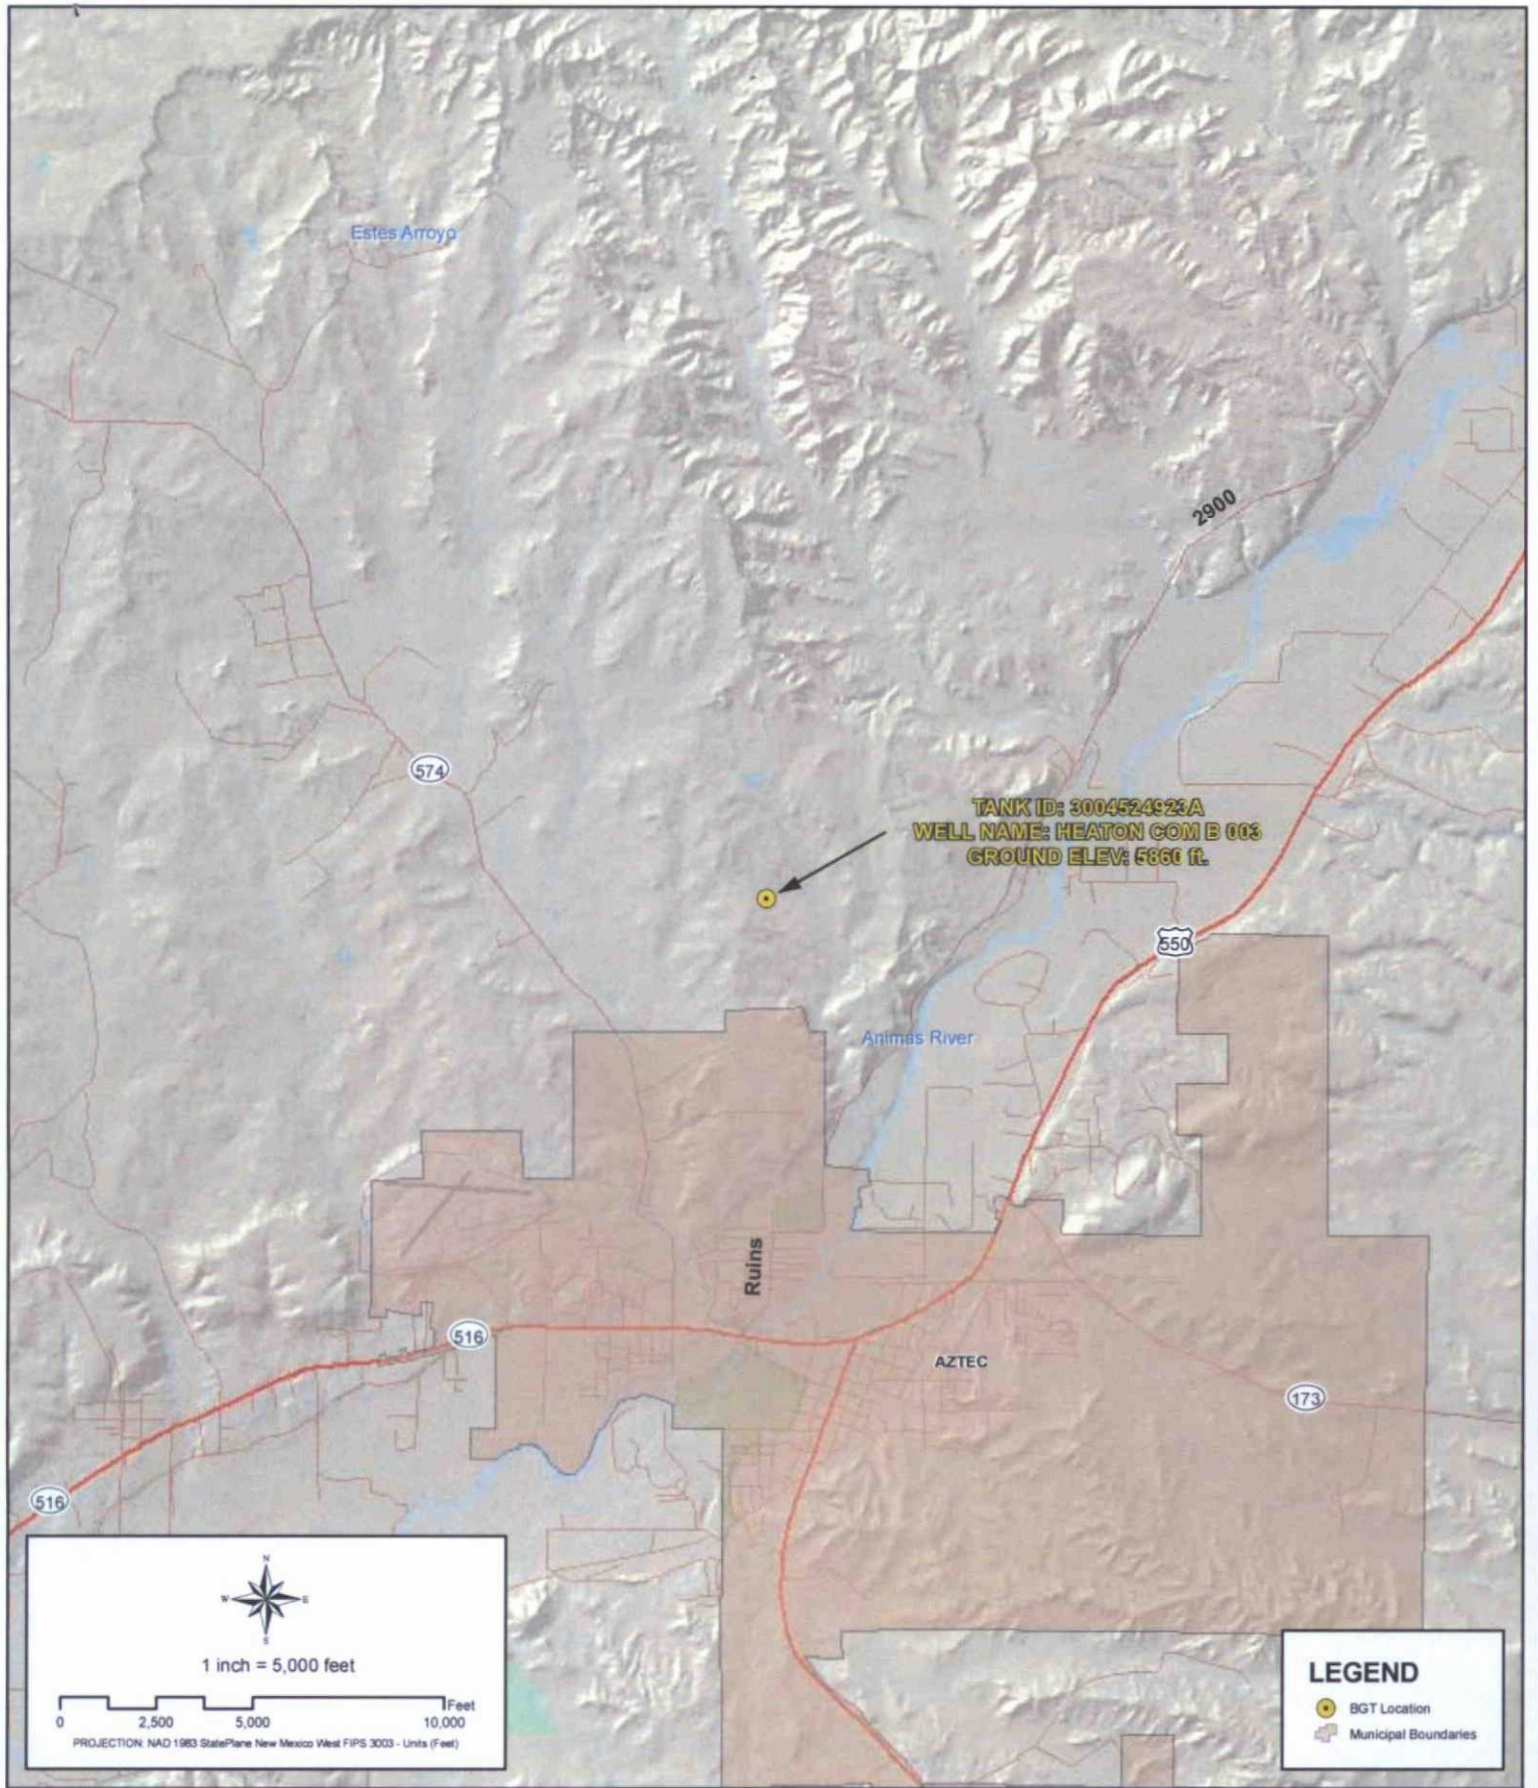 Estes Arroyo
2900
574
TANK ID: 3004524923A
WELL NAME: HEATON COM B 003
GROUND ELEV: 5860 ft.
550
Animas River
Ruins
516
AZTEC
173
516
N
W E
S
1 inch = 5,000 feet
Feet
0 2,500 5,000 10,000
PROJECTION: NAD 1983 StatePlane New Mexico West FIPS 3003 - Units (Feet)
LEGEND
BGT Location
Municipal Boundaries